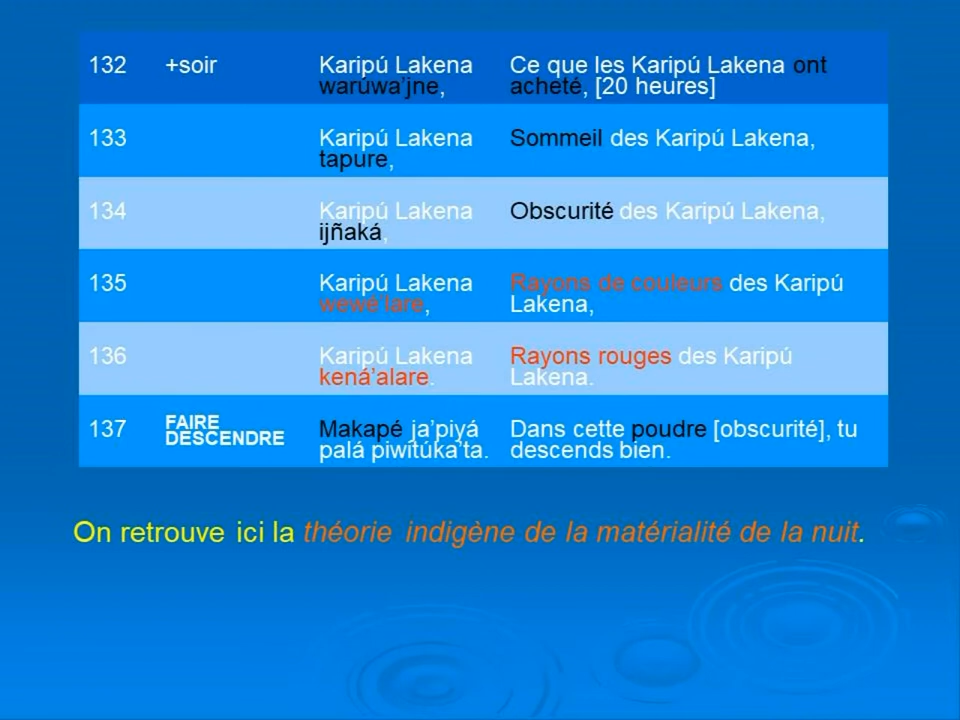 132 +soir Karipú Lakena Ce que les Karipú Lakena ont
warúwa'jne, acheté, [20 heures]
133 Karipú Lakena Sommeil des Karipú Lakena,
tapure,
134 Karipú Lakena Obscurité des Karipú Lakena,
ijñaká,
135 Karipú Lakena Rayons de couleurs des Karipú
wewé'lare, Lakena,
136 Karipú Lakena Rayons rouges des Karipú
kená'alare. Lakena.
137 FAIRE Makapé ja'piyá Dans cette poudre [obscurité], tu
DESCENDRE palá piwitúka'ta. descends bien.
On retrouve ici la théorie indigène de la matérialité de la nuit.